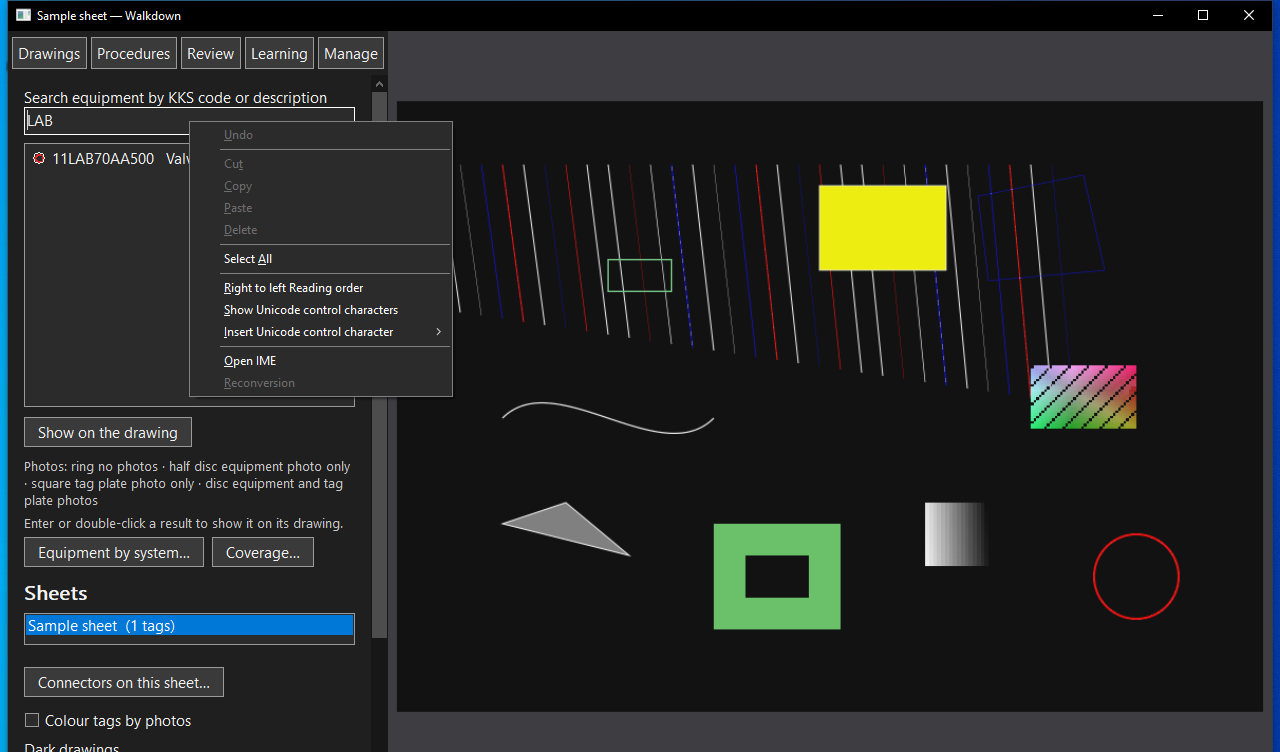 Sample sheet — Walkdown
Drawings Procedures Review Learning Manage
Search equipment by KKS code or description
LAB
11LAB70AA500 Valv
Undo
Cut
Copy
Paste
Delete
Select All
Right to left Reading order
Show Unicode control characters
Insert Unicode control character
Open IME
Reconversion
Show on the drawing
Photos: ring no photos · half disc equipment photo only
· square tag plate photo only · disc equipment and tag
plate photos
Enter or double-click a result to show it on its drawing.
Equipment by system... Coverage...
Sheets
Sample sheet (1 tags)
Connectors on this sheet...
Colour tags by photos
Dark drawings